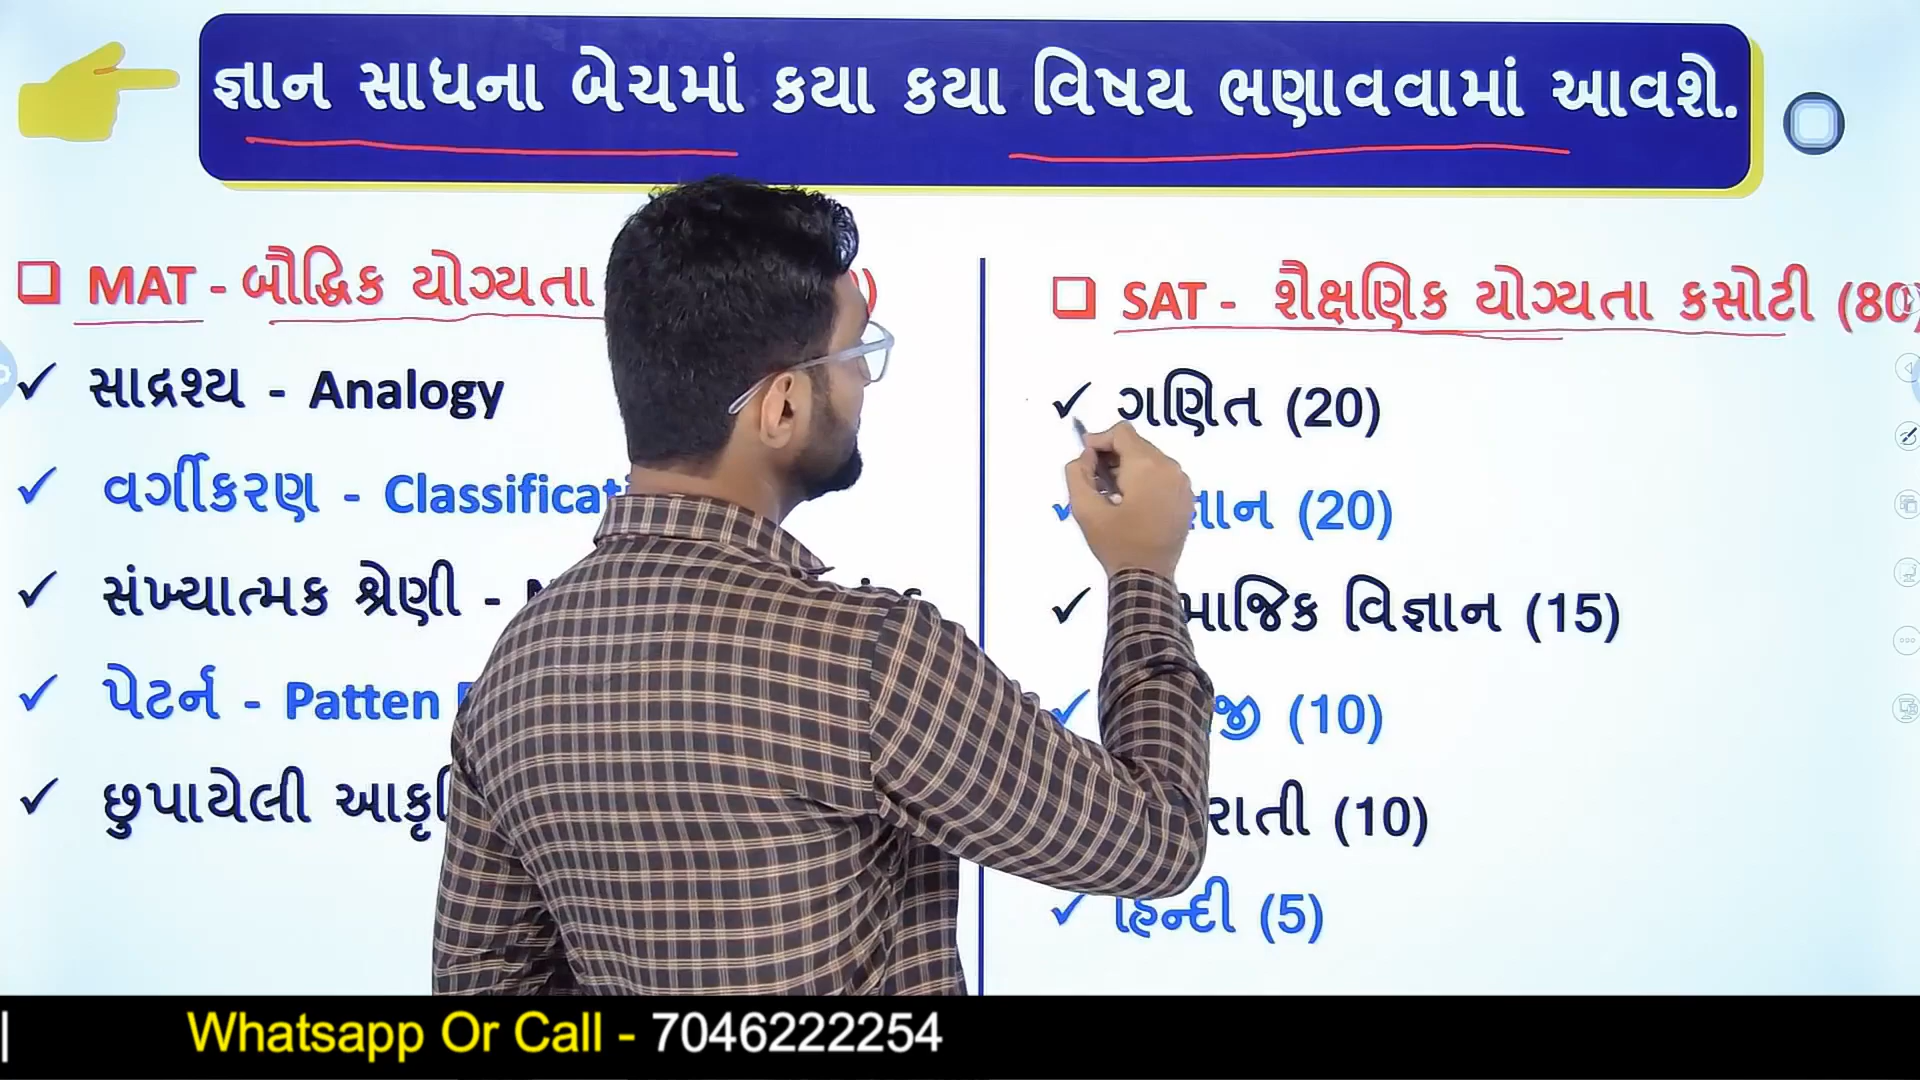 જ્ઞાન સાધના બેચમાં કયા કયા વિષય ભણાવવામાં આવશે.
MAT - બૌદ્ધિક યોગ્યતા
સાદ્રશ્ય - Analogy
વર્ગીકરણ -
સંખ્યાત્મક શ્રેણી -
પેટર્ન - Patten
છુપાયેલી
SAT - શૈક્ષણિક યોગ્યતા કસોટી (80)
ગણિત (20)
(20)
વિજ્ઞાન (15)
(10)
(10)
હિન્દી (5)
Whatsapp Or Call - 7046222254